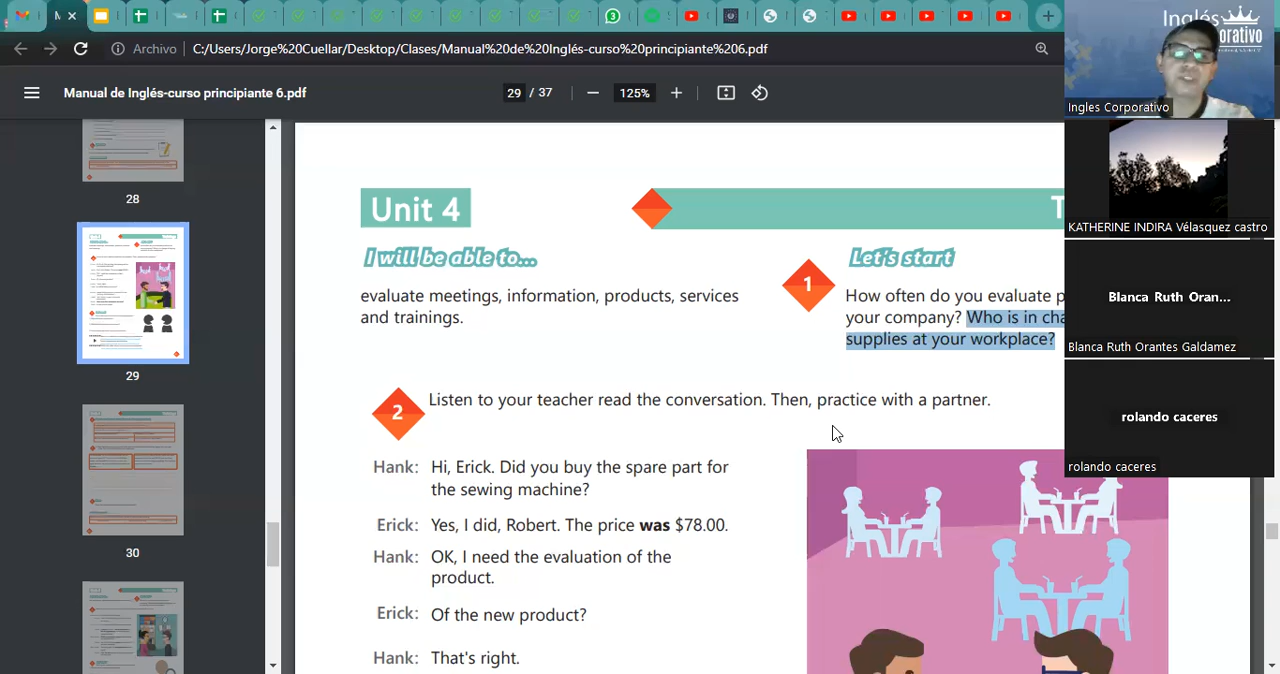 M
3
Archivo
C:/Users/Jorge%20Cuellar/Desktop/Clases/Manual%20de%20Inglés-curso%20principiante%206.pdf
Manual de Inglés-curso principiante 6.pdf
29 / 37
125%
28
29
30
Unit 4
T
I will be able to...
evaluate meetings, information, products, services
and trainings.
1
Let's start
How often do you evaluate p
your company? Who is in cha
supplies at your workplace?
2
Listen to your teacher read the conversation. Then, practice with a partner.
Hank: Hi, Erick. Did you buy the spare part for
the sewing machine?
Erick: Yes, I did, Robert. The price was $78.00.
Hank: OK, I need the evaluation of the
product.
Erick: Of the new product?
Hank: That's right.
Inglés
orativo
Ingles Corporativo
KATHERINE INDIRA Vélasquez castro
Blanca Ruth Oran...
Blanca Ruth Orantes Galdamez
rolando caceres
rolando caceres